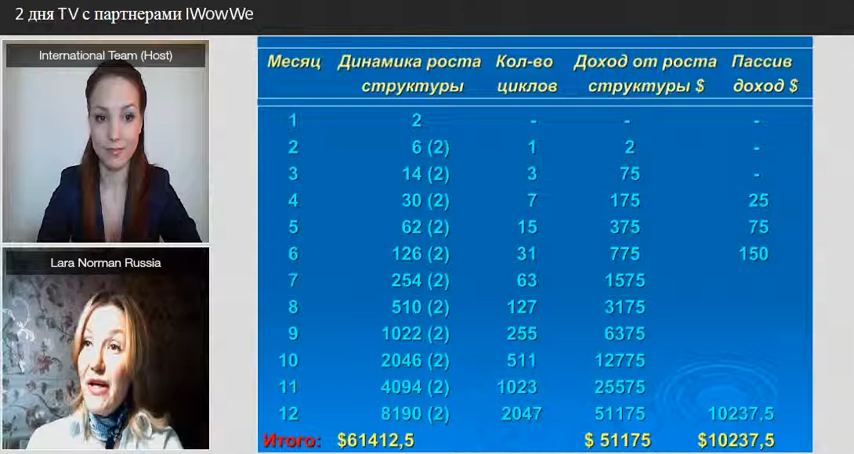 2 дня TV с партнерами IWowWe
International Team (Host)
Lara Norman Russia
Месяц Динамика роста Кол-во Доход от роста Пассив
структуры циклов структуры $ доход $
1 2 - - -
2 6 (2) 1 2 -
3 14 (2) 3 75 -
4 30 (2) 7 175 25
5 62 (2) 15 375 75
6 126 (2) 31 775 150
7 254 (2) 63 1575
8 510 (2) 127 3175
9 1022 (2) 255 6375
10 2046 (2) 511 12775
11 4094 (2) 1023 25575
12 8190 (2) 2047 51175 10237,5
Итого: $61412,5 $ 51175 $10237,5